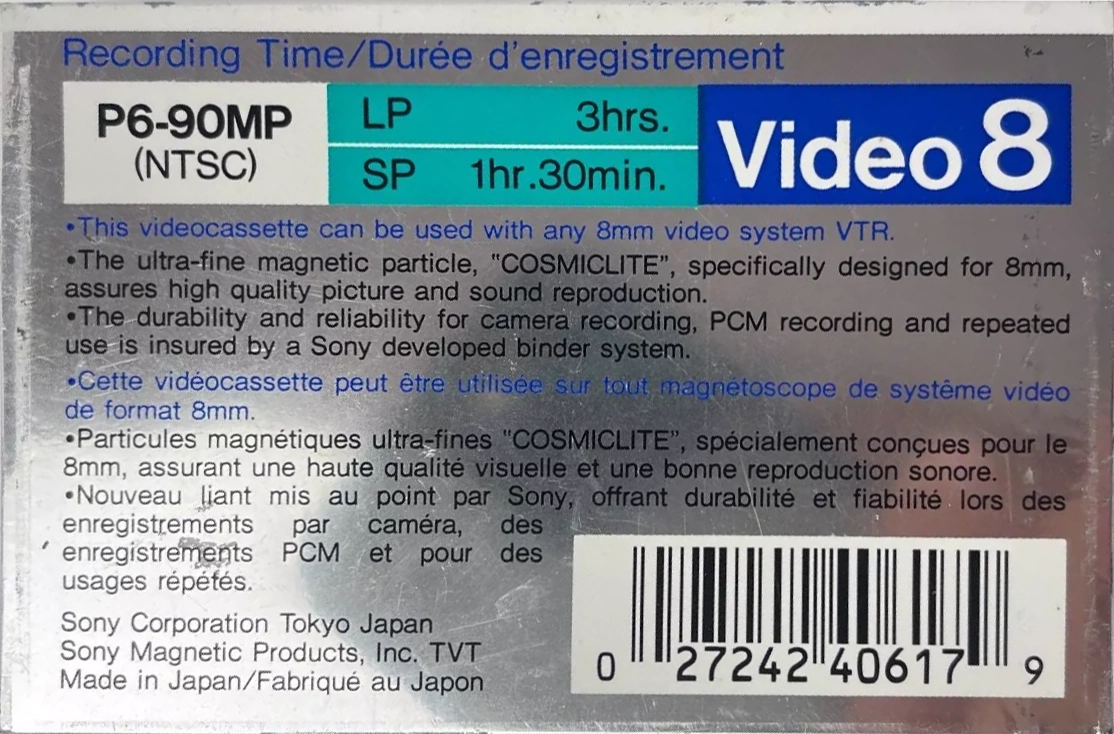 Recording Time/Durée d'enregistrement
P6-90MP
(NTSC)
LP 3hrs.
SP 1hr.30min.
Video 8
•This videocassette can be used with any 8mm video system VTR.
•The ultra-fine magnetic particle, "COSMICLITE", specifically designed for 8mm,
assures high quality picture and sound reproduction.
•The durability and reliability for camera recording, PCM recording and repeated
use is insured by a Sony developed binder system.
•Cette vidéocassette peut être utilisée sur tout magnétoscope de système vidéo
de format 8mm.
•Particules magnétiques ultra-fines "COSMICLITE", spécialement conçues pour le
8mm, assurant une haute qualité visuelle et une bonne reproduction sonore.
•Nouveau liant mis au point par Sony, offrant durabilité et fiabilité lors des
enregistrements par caméra, des
enregistrements PCM et pour des
usages répétés.
Sony Corporation Tokyo Japan
Sony Magnetic Products, Inc. TVT
Made in Japan/Fabriqué au Japon
0 27242 40617 9